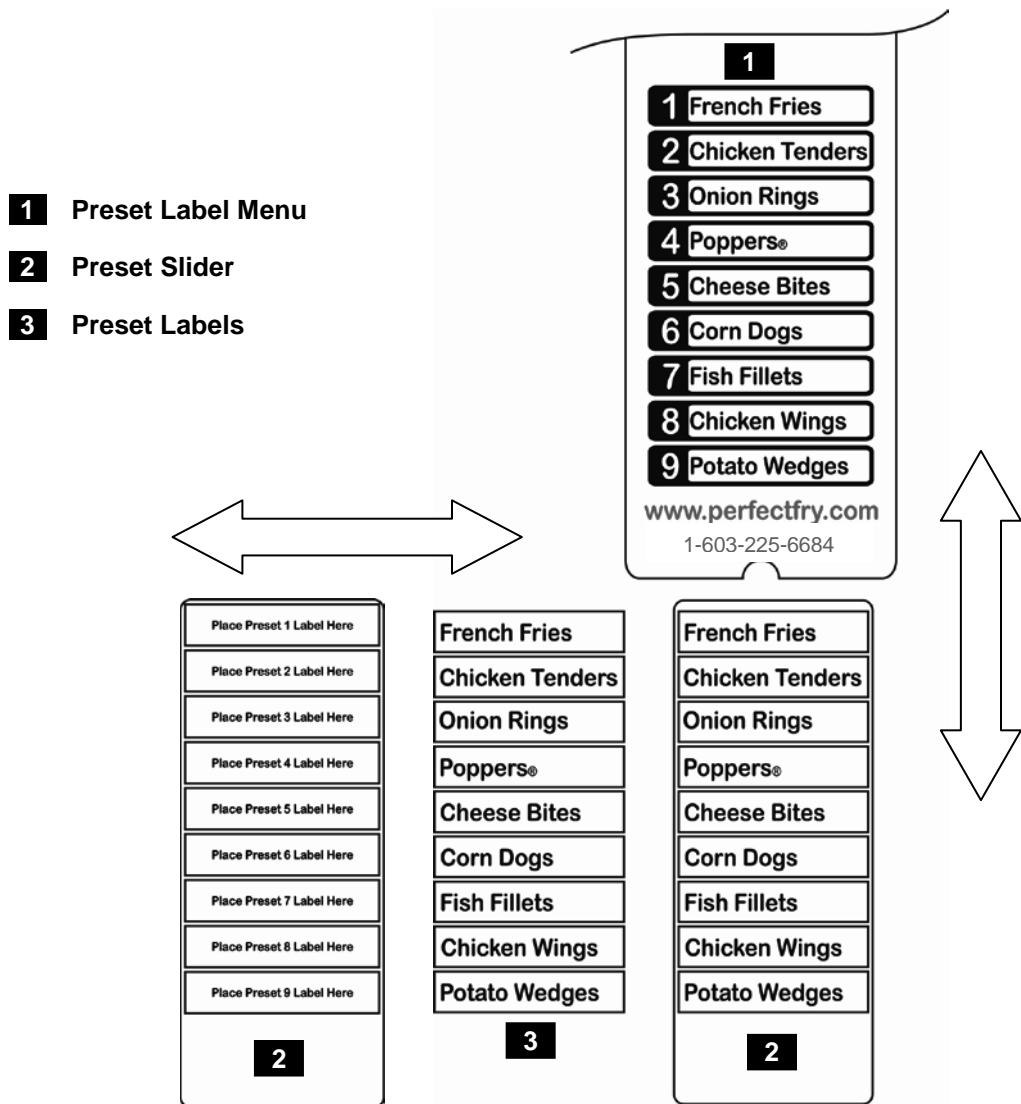 1 Preset Label Menu
2 Preset Slider
3 Preset Labels
1
1 French Fries
2 Chicken Tenders
3 Onion Rings
4 Poppers®
5 Cheese Bites
6 Corn Dogs
7 Fish Fillets
8 Chicken Wings
9 Potato Wedges
www.perfectfry.com
1-603-225-6684
Place Preset 1 Label Here
Place Preset 2 Label Here
Place Preset 3 Label Here
Place Preset 4 Label Here
Place Preset 5 Label Here
Place Preset 6 Label Here
Place Preset 7 Label Here
Place Preset 8 Label Here
Place Preset 9 Label Here
2
French Fries
Chicken Tenders
Onion Rings
Poppers®
Cheese Bites
Corn Dogs
Fish Fillets
Chicken Wings
Potato Wedges
3
French Fries
Chicken Tenders
Onion Rings
Poppers®
Cheese Bites
Corn Dogs
Fish Fillets
Chicken Wings
Potato Wedges
2